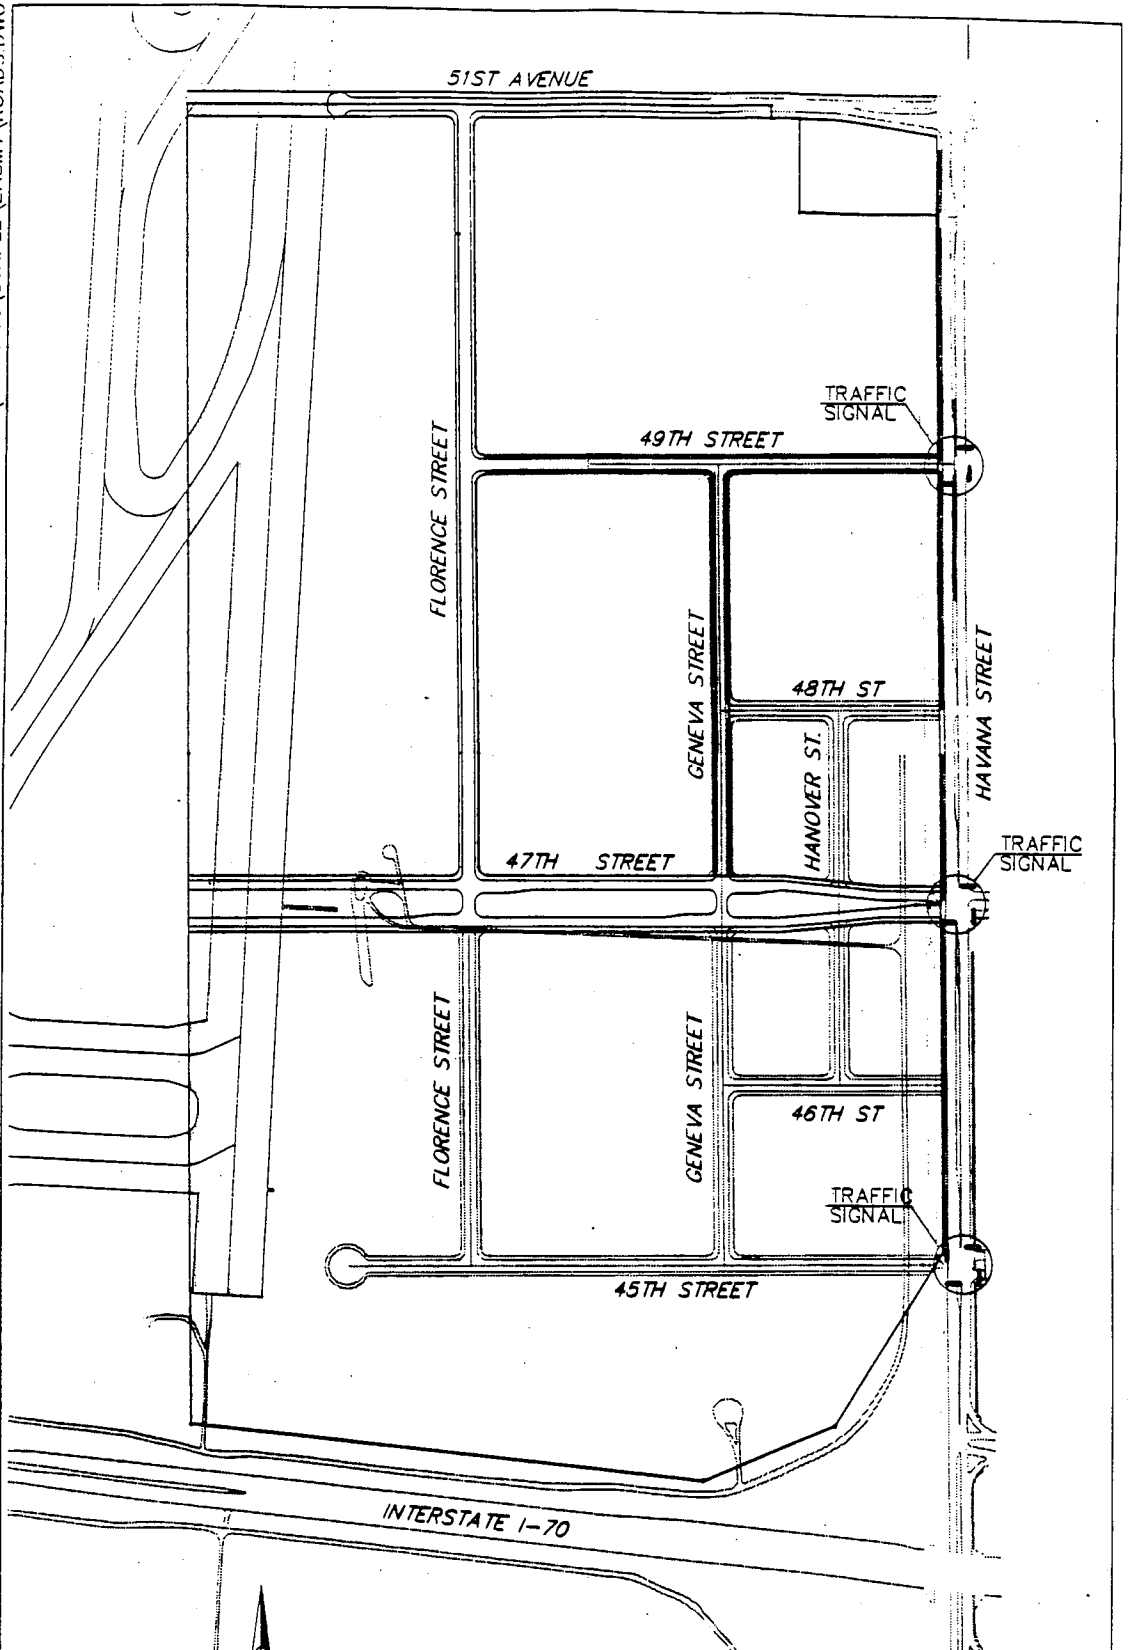 51ST AVENUE
TRAFFIC
SIGNAL
49TH STREET
FLORENCE STREET
GENEVA STREET
48TH ST
HAVANA STREET
HANOVER ST.
47TH STREET
TRAFFIC
SIGNAL
FLORENCE STREET
GENEVA STREET
46TH ST
TRAFFIC
SIGNAL
45TH STREET
INTERSTATE I-70